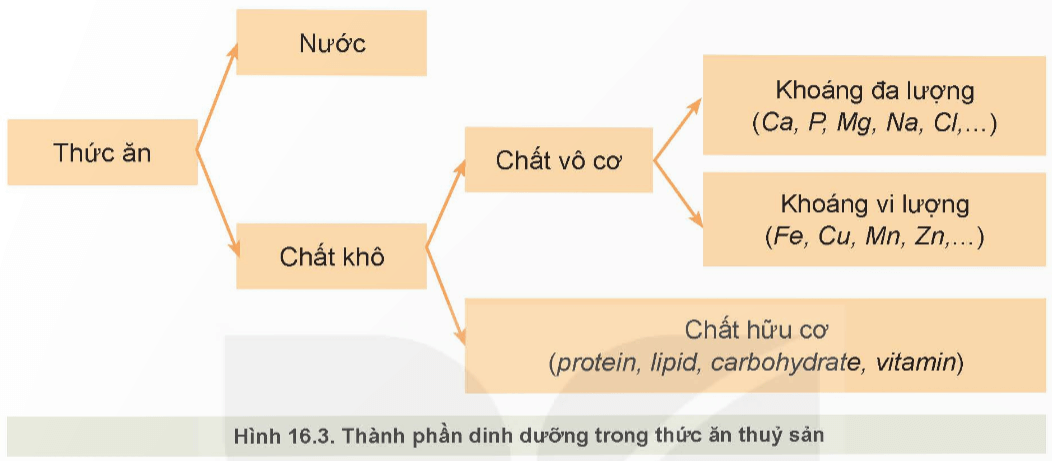 Nước
Thức ăn
Chất khô
Chất vô cơ
Khoáng đa lượng
(Ca, P, Mg, Na, Cl,...)
Khoáng vi lượng
(Fe, Cu, Mn, Zn,...)
Chất hữu cơ
(protein, lipid, carbohydrate, vitamin)
Hình 16.3. Thành phần dinh dưỡng trong thức ăn thuỷ sản